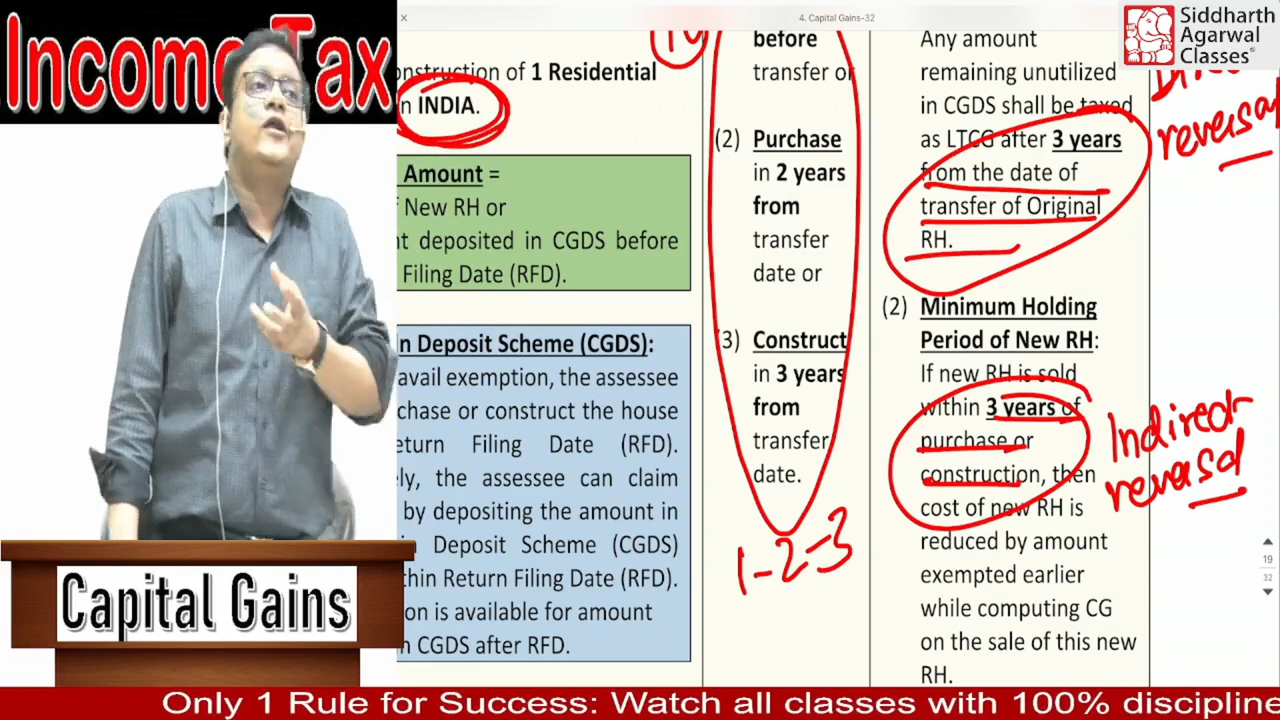 Income Tax
4. Capital Gains-32
Siddharth
Agarwal
Classes
construction of 1 Residential
in INDIA.
Amount =
of New RH or
deposited in CGDS before
Filing Date (RFD).
Deposit Scheme (CGDS):
avail exemption, the assessee
or construct the house
Return Filing Date (RFD).
the assessee can claim
by depositing the amount in
Deposit Scheme (CGDS)
within Return Filing Date (RFD).
is available for amount
CGDS after RFD.
before
transfer or
(2) Purchase
in 2 years
from
transfer
date or
(3) Construct
in 3 years
from
transfer
date.
1-2-3
Any amount
remaining unutilized
in CGDS shall be taxed
as LTCG after 3 years
from the date of
transfer of Original
RH.
reversal
(2) Minimum Holding
Period of New RH:
If new RH is sold
within 3 years of
purchase or
construction, then
cost of new RH is
reduced by amount
exempted earlier
while computing CG
on the sale of this new
RH.
Indirect
reversal
19
32
Capital Gains
Only 1 Rule for Success: Watch all classes with 100% discipline